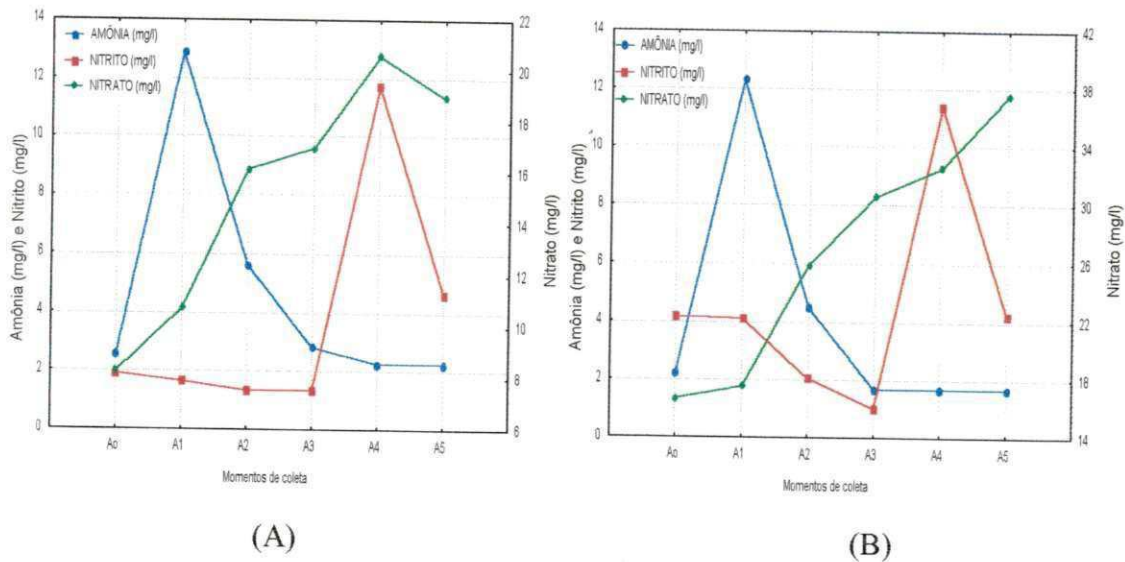 14
12
10
8
6
4
2
0
22
20
18
16
14
12
10
8
6
AMÔNIA (mg/l)
NITRITO (mg/l)
NITRATO (mg/l)
Amônia (mg/l) e Nitrito (mg/l)
Nitrato (mg/l)
Ao A1 A2 A3 A4 A5
Momentos de coleta
(A)
14
12
10
8
6
4
2
0
42
38
34
30
26
22
18
14
AMÔNIA (mg/l)
NITRITO (mg/l)
NITRATO (mg/l)
Amônia (mg/l) e Nitrito (mg/l)
Nitrato (mg/l)
Ao A1 A2 A3 A4 A5
Momentos de coleta
(B)